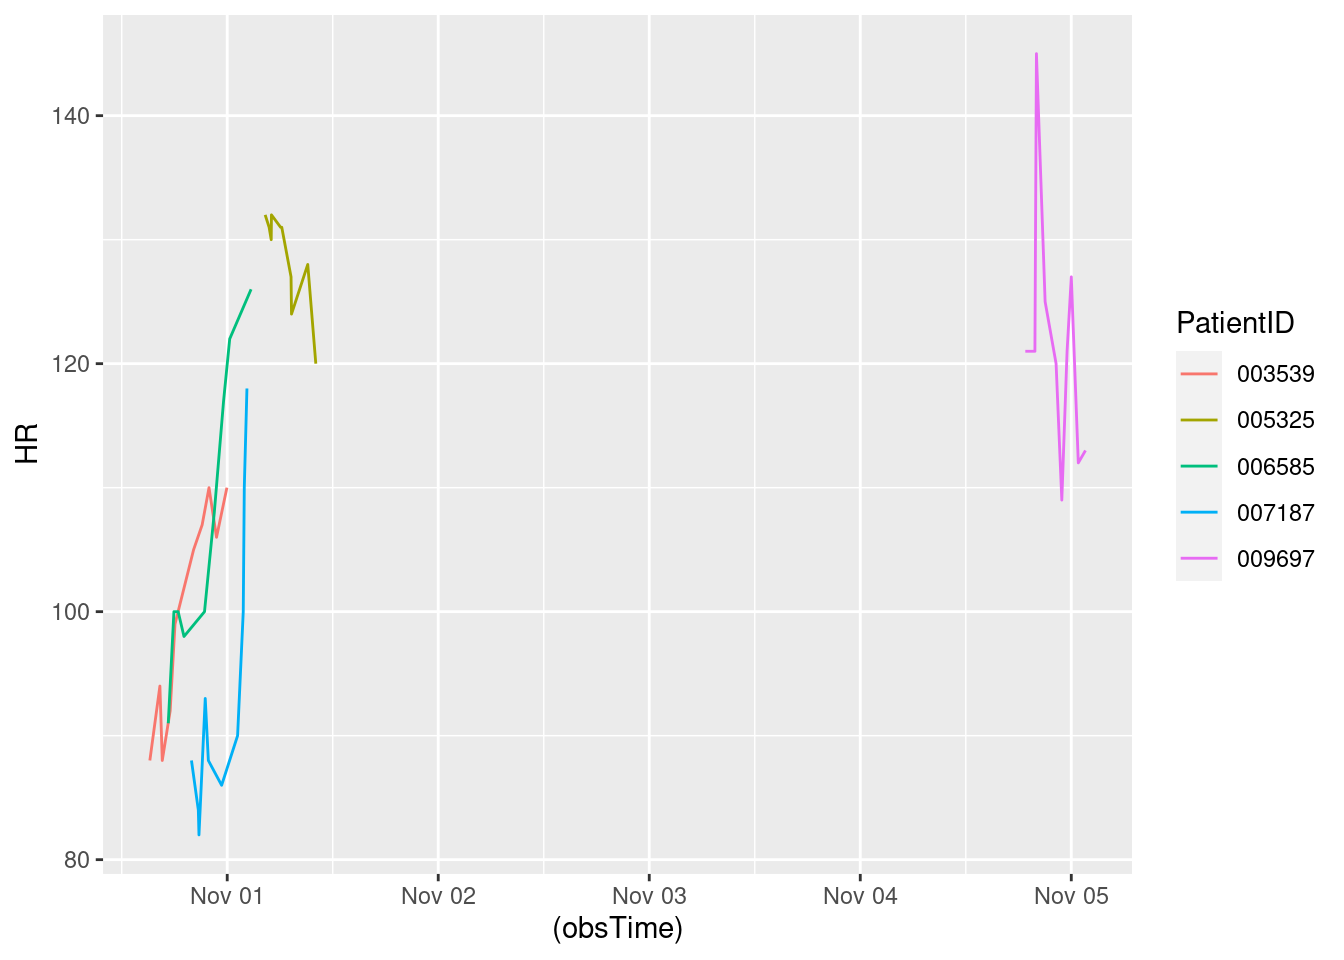 HR
140
120
100
80
Nov 01
Nov 02
Nov 03
Nov 04
Nov 05
(obsTime)
PatientID
003539
005325
006585
007187
009697